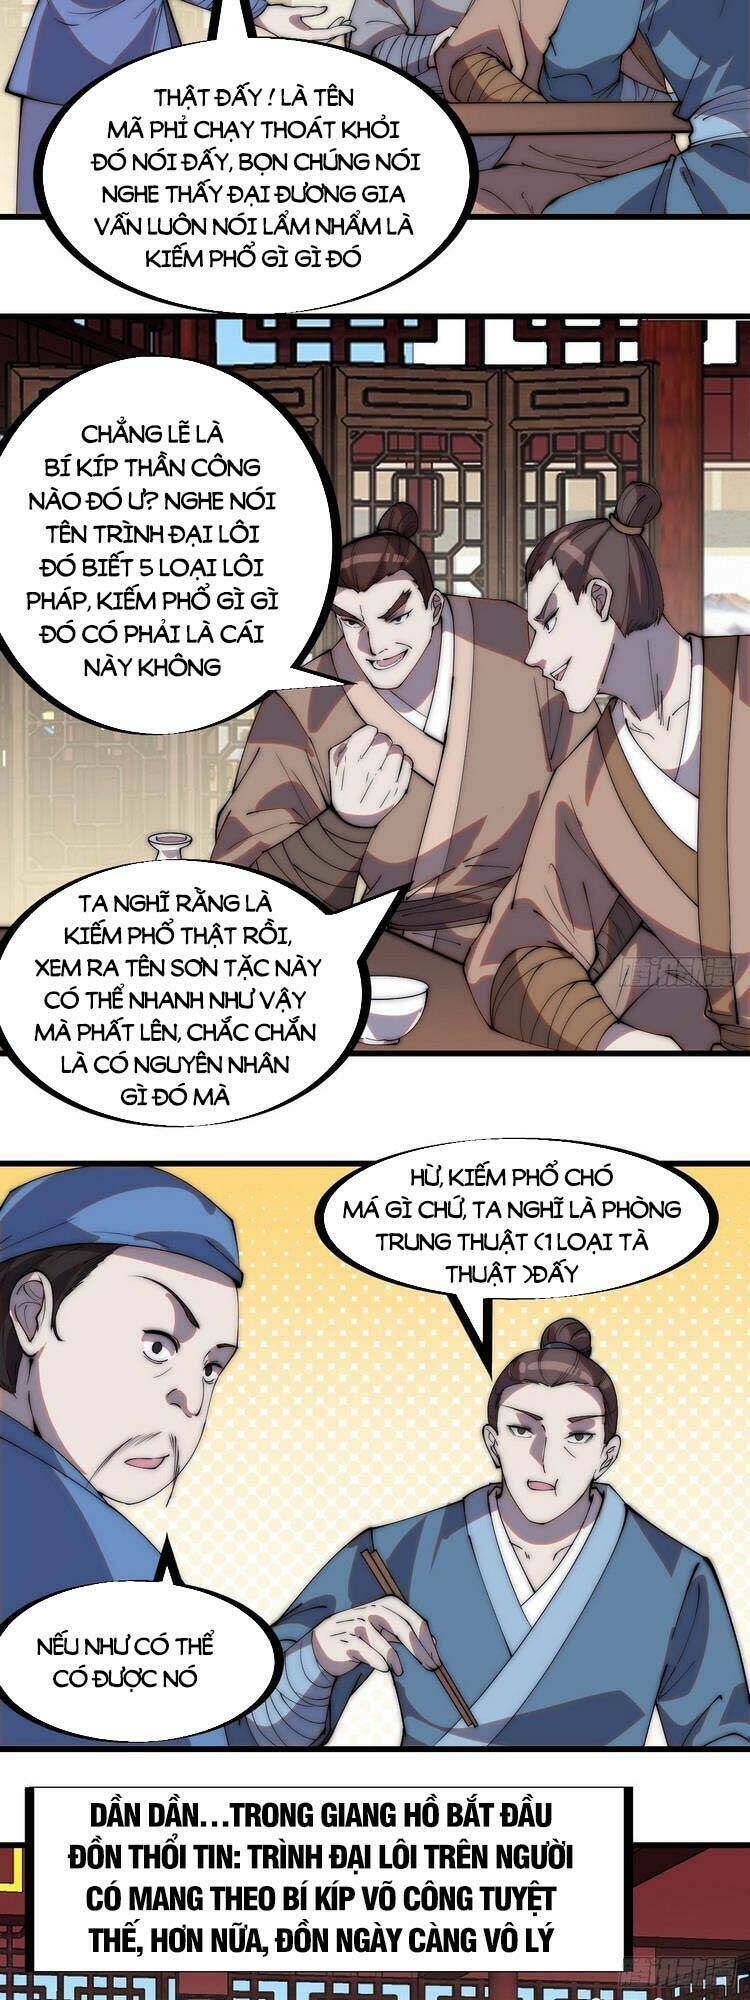 THẬT ĐẤY! LÀ TÊN
MÃ PHỈ CHẠY THOÁT KHỎI
ĐÓ NÓI ĐẤY, BỌN CHÚNG NÓI
NGHE THẤY ĐẠI ĐƯƠNG GIA
VẪN LUÔN NÓI LẨM NHẨM LÀ
KIẾM PHỔ GÌ GÌ ĐÓ
CHẲNG LẼ LÀ
BÍ KÍP THẦN CÔNG
NÀO ĐÓ Ư? NGHE NÓI
TÊN TRÌNH ĐẠI LÔI
ĐÓ BIẾT 5 LOẠI LÔI
PHÁP, KIẾM PHỔ GÌ GÌ
ĐÓ CÓ PHẢI LÀ CÁI
NÀY KHÔNG
TA NGHĨ RẰNG LÀ
KIẾM PHỔ THẬT RỒI,
XEM RA TÊN SƠN TẶC NÀY
CÓ THỂ NHANH NHƯ VẬY
MÀ PHẤT LÊN, CHẮC CHẮN
LÀ CÓ NGUYÊN NHÂN
GÌ ĐÓ MÀ
HỪ, KIẾM PHỔ CHÓ
MÁ GÌ CHỨ, TA NGHĨ LÀ PHÒNG
TRUNG THUẬT (1 LOẠI TÀ
THUẬT )ĐẤY
NẾU NHƯ CÓ THỂ
CÓ ĐƯỢC NÓ
DẦN DẦN...TRONG GIANG HỒ BẮT ĐẦU
ĐỒN THỔI TIN: TRÌNH ĐẠI LÔI TRÊN NGƯỜI
CÓ MANG THEO BÍ KÍP VÕ CÔNG TUYỆT
THẾ, HƠN NỮA, ĐỒN NGÀY CÀNG VÔ LÝ